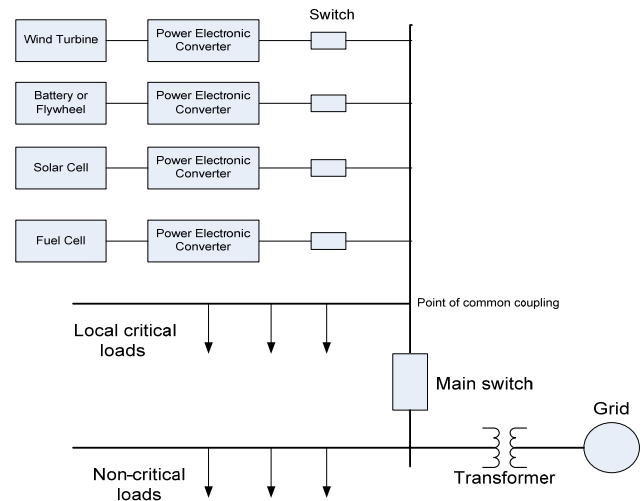 Switch
Wind Turbine
Power Electronic
Converter
Battery or
Flywheel
Power Electronic
Converter
Solar Cell
Power Electronic
Converter
Fuel Cell
Power Electronic
Converter
Point of common coupling
Local critical
loads
Main switch
Grid
Transformer
Non-critical
loads